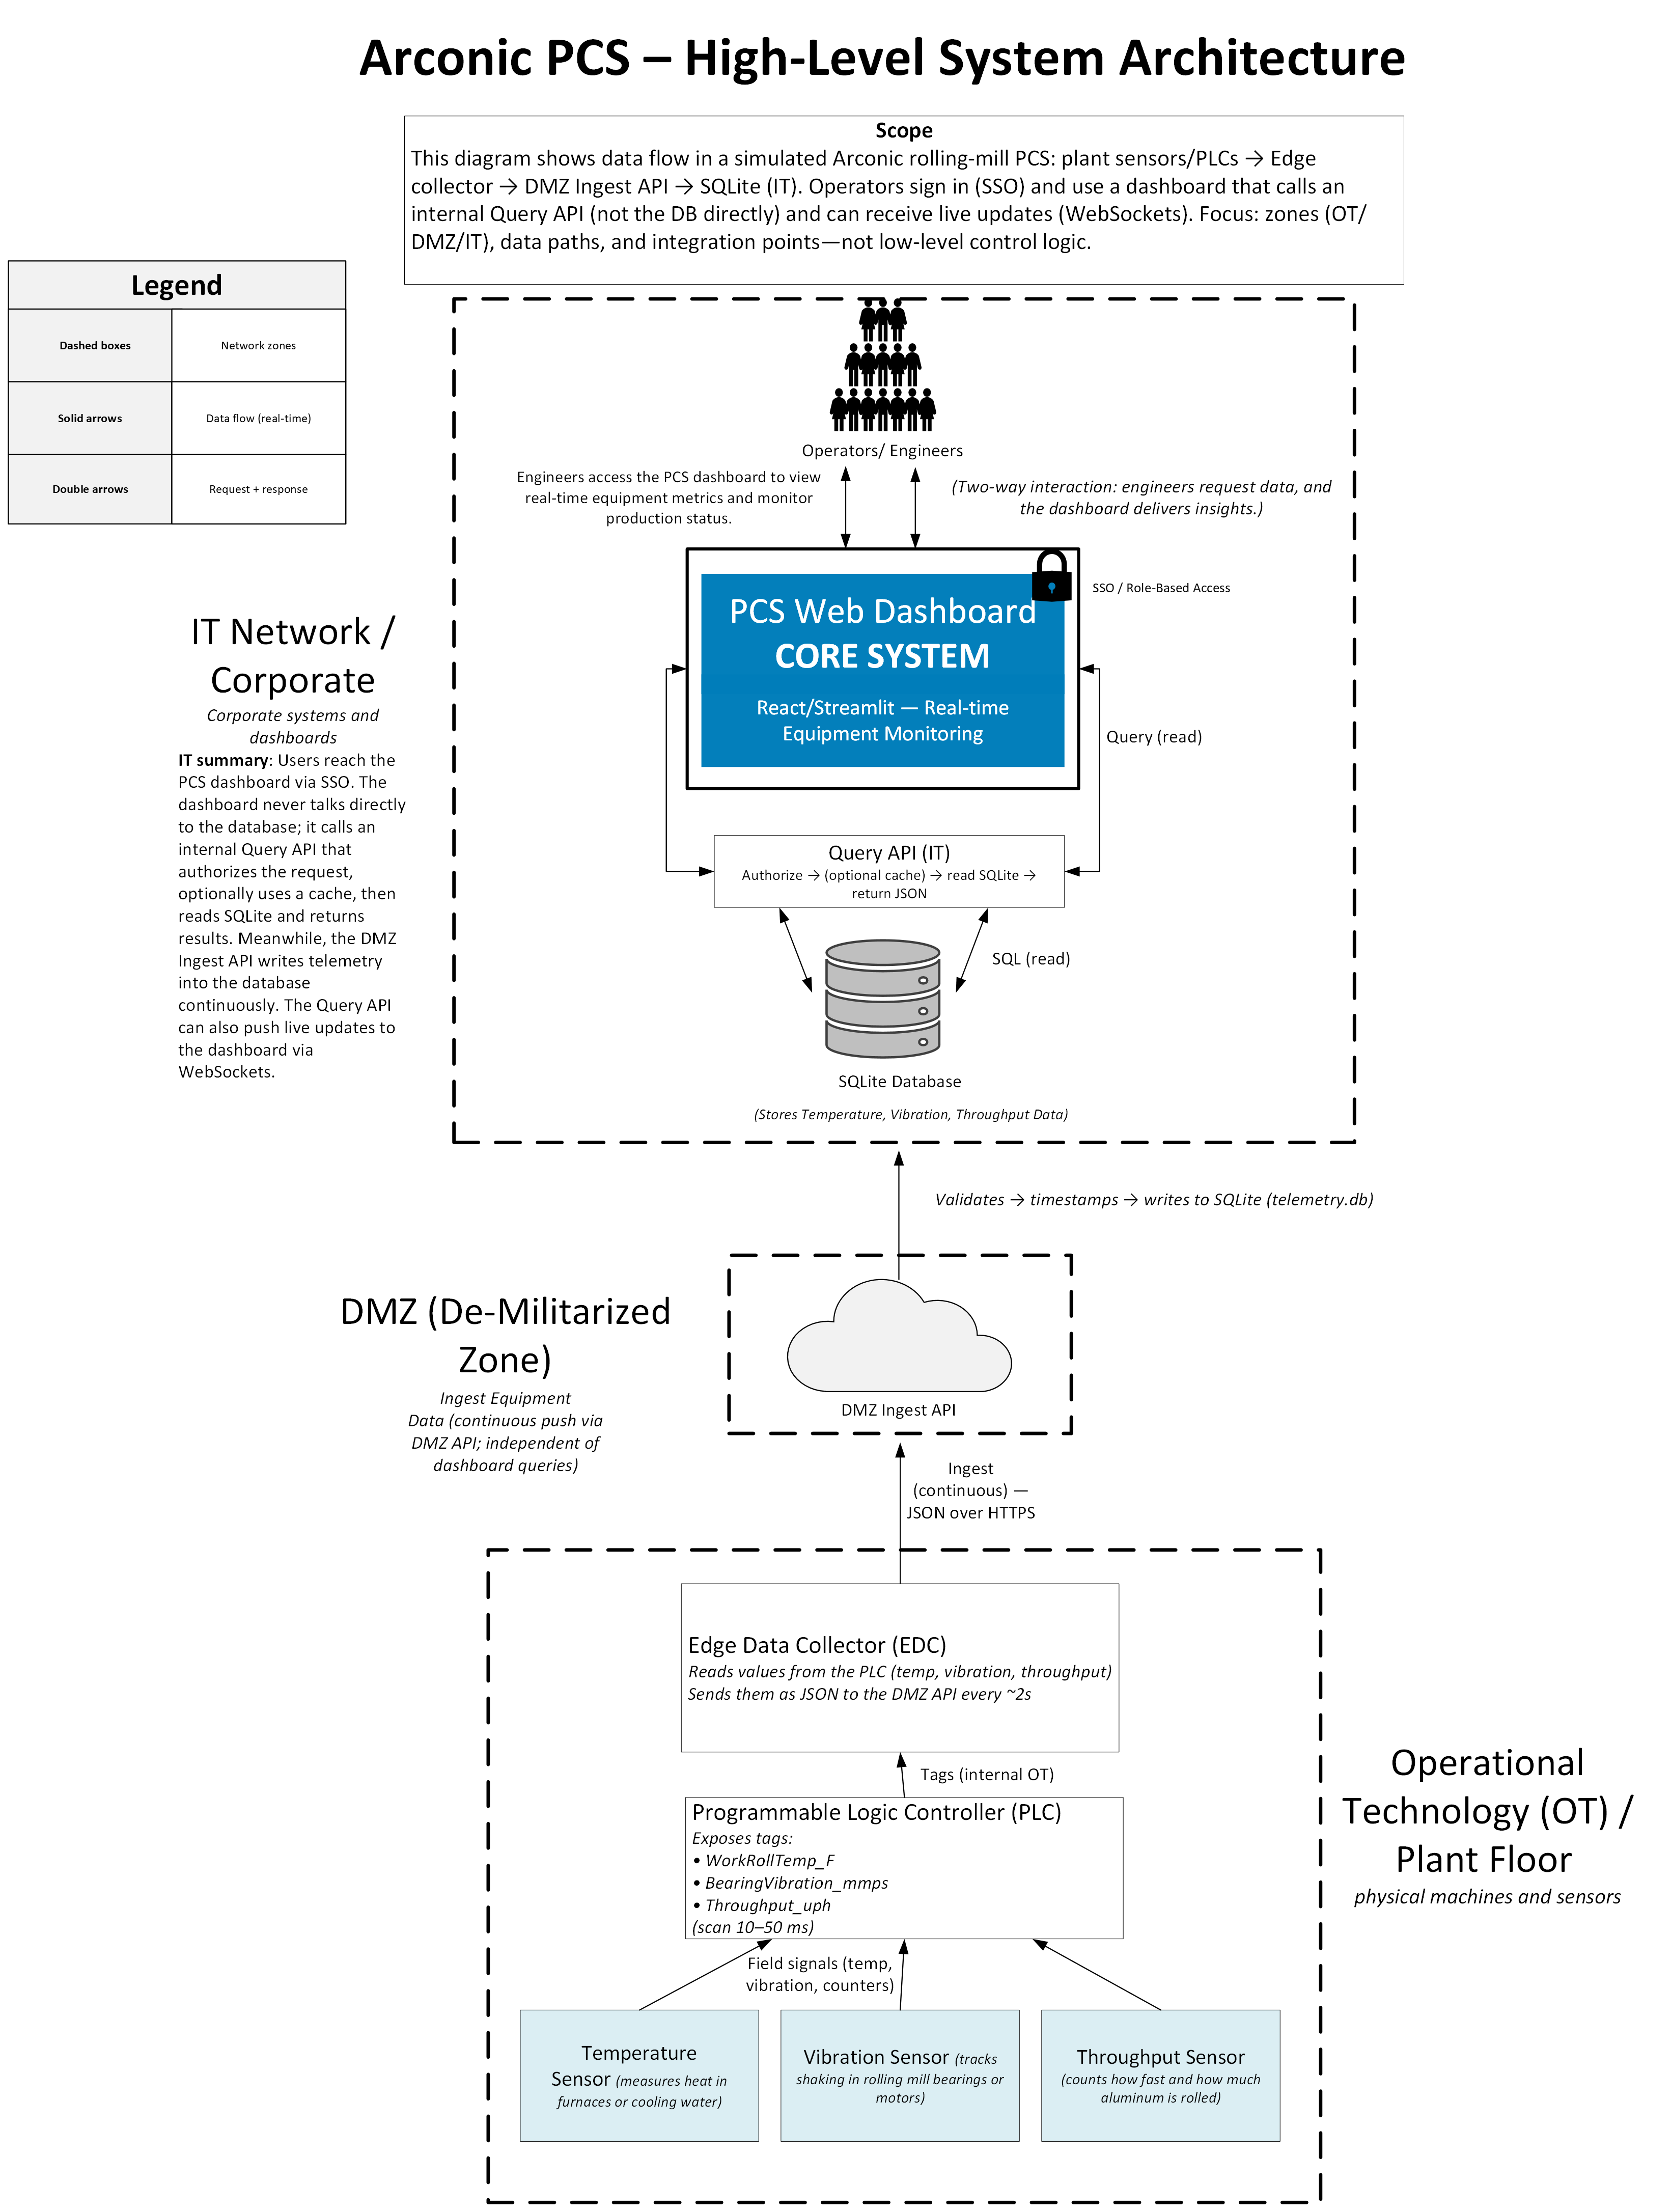 Arconic PCS – High-Level System Architecture
Scope
This diagram shows data flow in a simulated Arconic rolling-mill PCS: plant sensors/PLCs → Edge
collector → DMZ Ingest API → SQLite (IT). Operators sign in (SSO) and use a dashboard that calls an
internal Query API (not the DB directly) and can receive live updates (WebSockets). Focus: zones (OT/
DMZ/IT), data paths, and integration points—not low-level control logic.
Legend
Dashed boxes
Network zones
Solid arrows
Data flow (real-time)
Double arrows
Request + response
Operators/ Engineers
Engineers access the PCS dashboard to view
real-time equipment metrics and monitor
production status.
(Two-way interaction: engineers request data, and
the dashboard delivers insights.)
SSO / Role-Based Access
PCS Web Dashboard
CORE SYSTEM
React/Streamlit — Real-time
Equipment Monitoring
Query (read)
IT Network /
Corporate
Corporate systems and
dashboards
IT summary: Users reach the
PCS dashboard via SSO. The
dashboard never talks directly
to the database; it calls an
internal Query API that
authorizes the request,
optionally uses a cache, then
reads SQLite and returns
results. Meanwhile, the DMZ
Ingest API writes telemetry
into the database
continuously. The Query API
can also push live updates to
the dashboard via
WebSockets.
Query API (IT)
Authorize → (optional cache) → read SQLite →
return JSON
SQL (read)
SQLite Database
(Stores Temperature, Vibration, Throughput Data)
Validates → timestamps → writes to SQLite (telemetry.db)
DMZ (De-Militarized
Zone)
Ingest Equipment
Data (continuous push via
DMZ API; independent of
dashboard queries)
DMZ Ingest API
Ingest
(continuous) —
JSON over HTTPS
Edge Data Collector (EDC)
Reads values from the PLC (temp, vibration, throughput)
Sends them as JSON to the DMZ API every ~2s
Tags (internal OT)
Programmable Logic Controller (PLC)
Exposes tags:
• WorkRollTemp_F
• BearingVibration_mmps
• Throughput_uph
(scan 10–50 ms)
Operational
Technology (OT) /
Plant Floor
physical machines and sensors
Field signals (temp,
vibration, counters)
Temperature
Sensor (measures heat in
furnaces or cooling water)
Vibration Sensor (tracks
shaking in rolling mill bearings or
motors)
Throughput Sensor
(counts how fast and how much
aluminum is rolled)